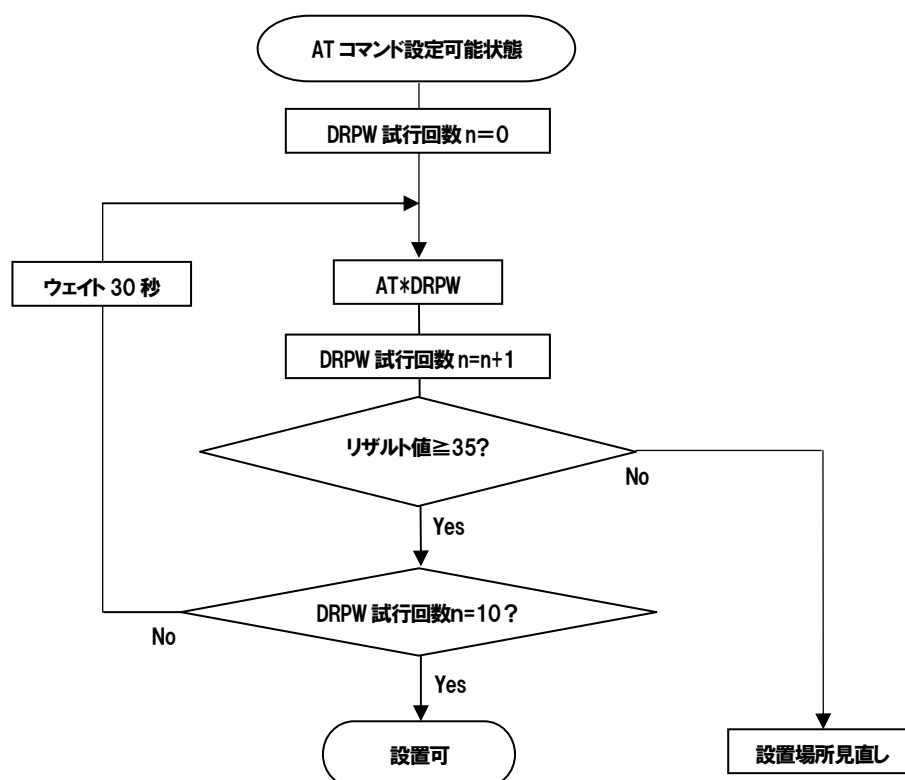 AT コマンド設定可能状態
DRPW 試行回数 n＝0
ウェイト 30 秒
AT*DRPW
DRPW 試行回数 n=n+1
リザルト値≧35?
No
Yes
DRPW 試行回数n=10？
No
Yes
設置可
設置場所見直し